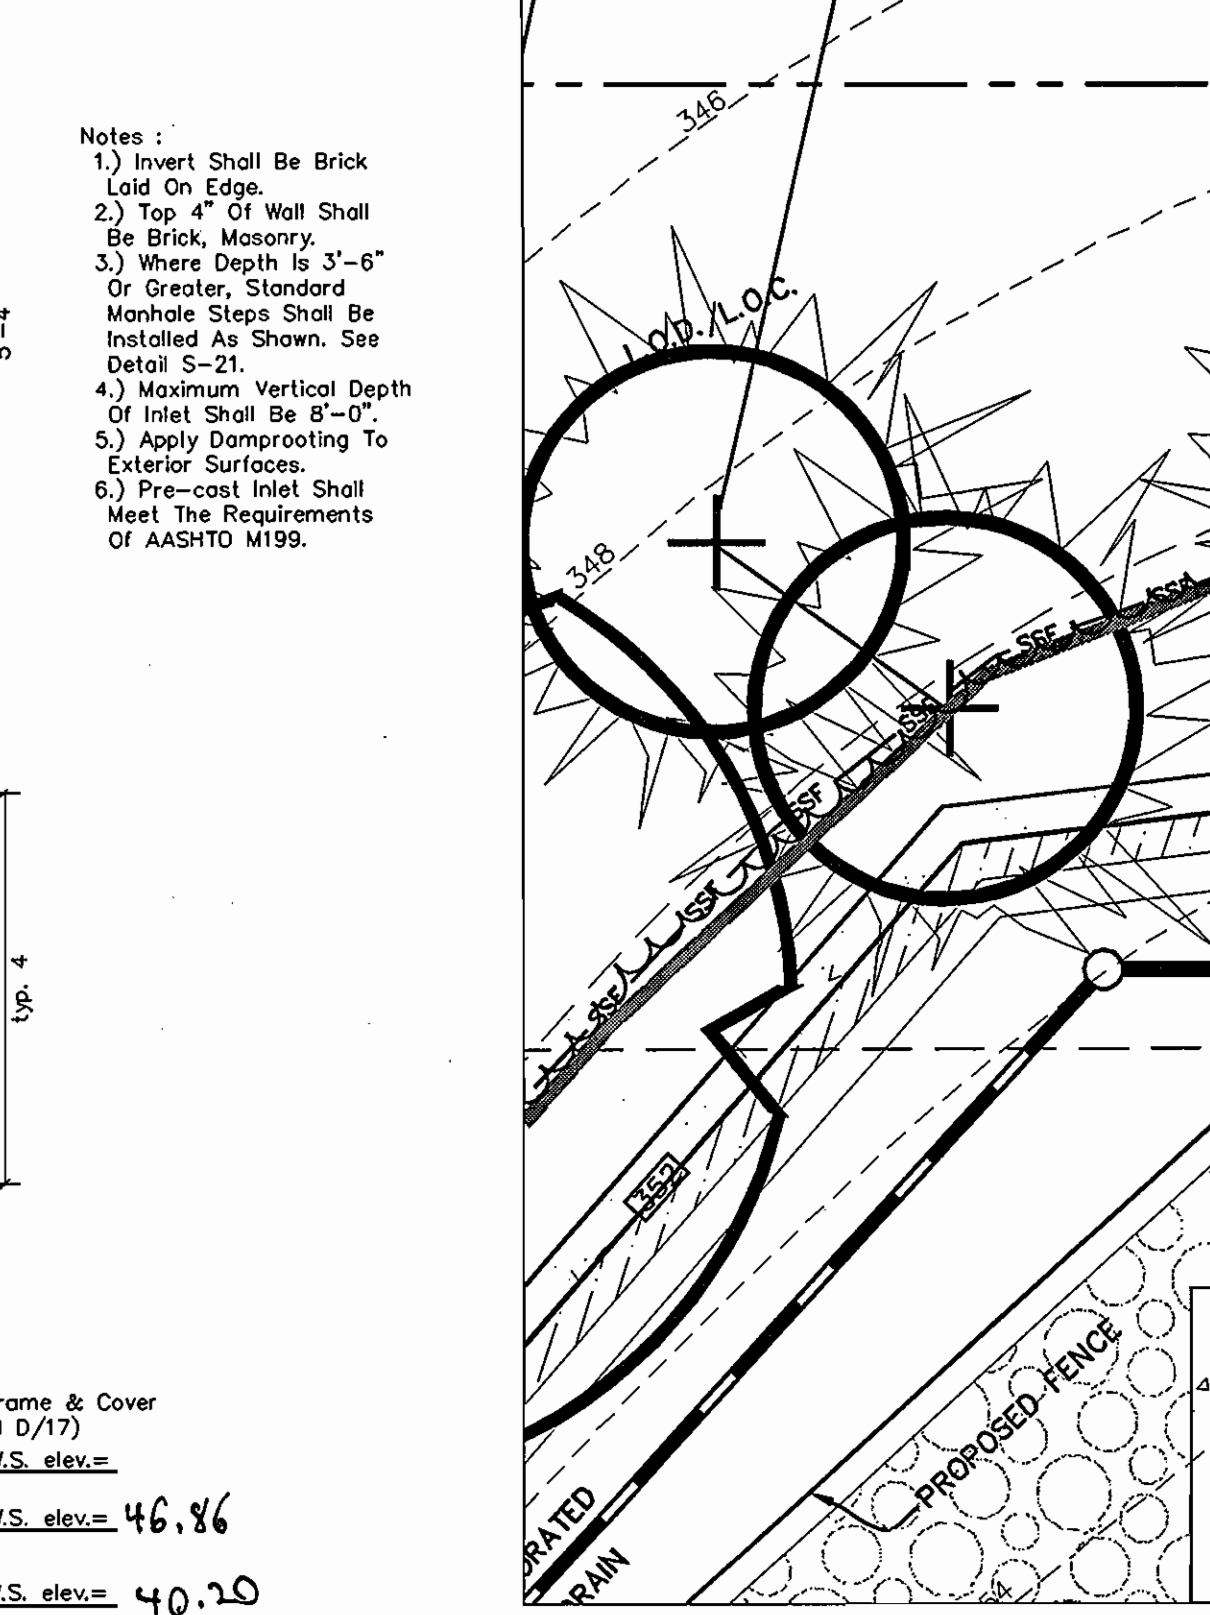 Notes :
1.) Invert Shall Be Brick
Laid On Edge.
2.) Top 4" Of Wall Shall
Be Brick, Masonry.
3.) Where Depth Is 3'-6"
Or Greater, Standard
Manhole Steps Shall Be
Installed As Shown. See
Detail S-21.
4.) Maximum Vertical Depth
Of Inlet Shall Be 8'-0".
5.) Apply Damprooting To
Exterior Surfaces.
6.) Pre-cast Inlet Shall
Meet The Requirements
Of AASHTO M199.
typ. 4
rame & Cover
D/17)
.S. elev.=
.S. elev.= 46.86
.S. elev.= 40.20
346
L.O.D./L.O.C.
348
SSF
SSF
SSF
SSF
SSF
SSF
352
PROPOSED FENCE
ORATED
DRAIN
54